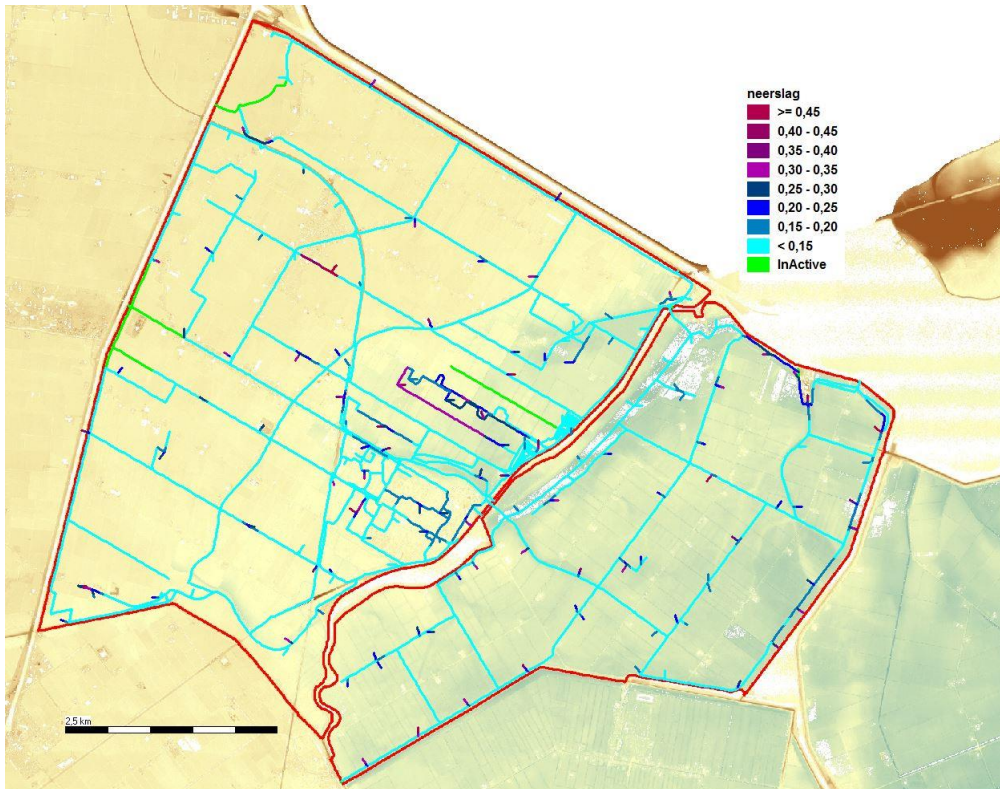 neerslag
>= 0,45
0,40 - 0,45
0,35 - 0,40
0,30 - 0,35
0,25 - 0,30
0,20 - 0,25
0,15 - 0,20
< 0,15
InActive
2,5 km